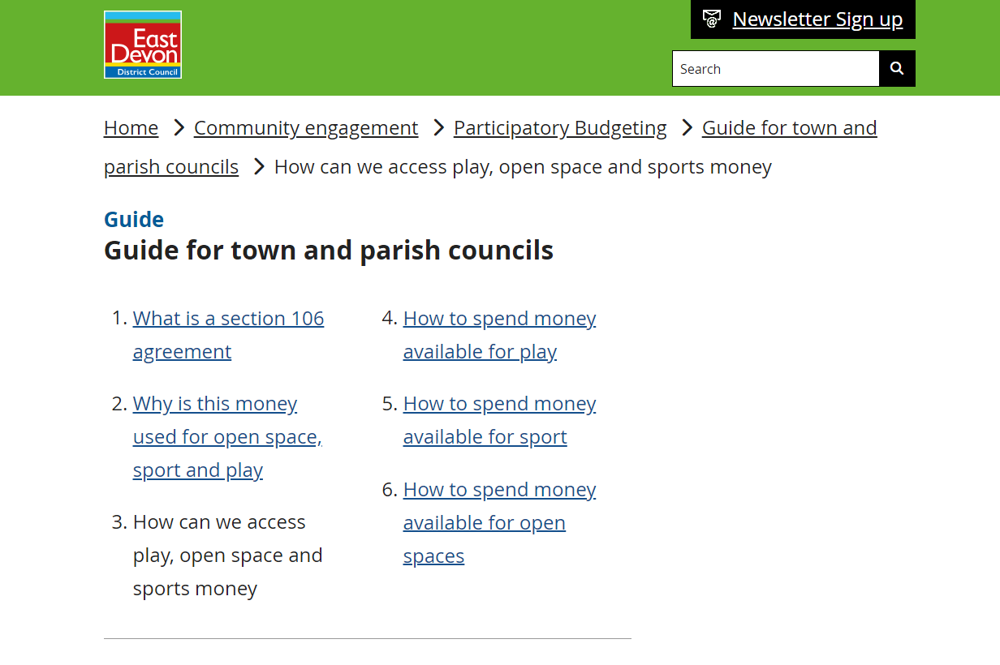 East
Devon
District Council
Newsletter Sign up
Search
Home Community engagement Participatory Budgeting Guide for town and
parish councils How can we access play, open space and sports money
Guide
Guide for town and parish councils
1. What is a section 106
agreement
2. Why is this money
used for open space,
sport and play
3. How can we access
play, open space and
sports money
4. How to spend money
available for play
5. How to spend money
available for sport
6. How to spend money
available for open
spaces